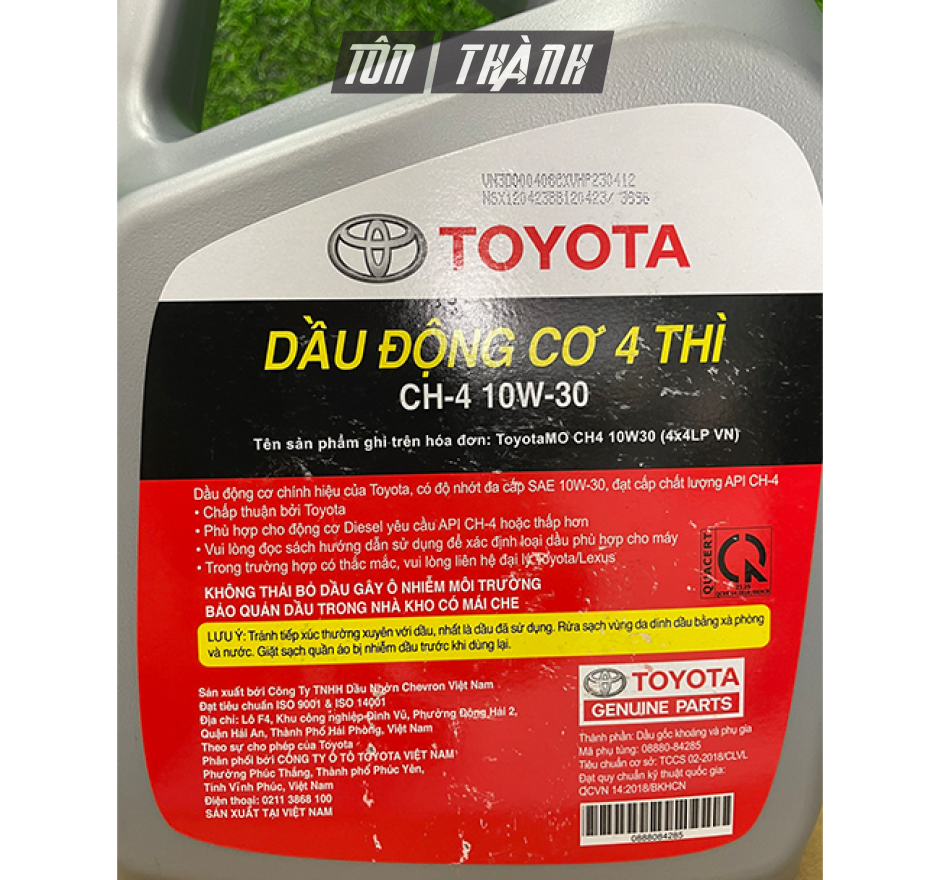 TÔN THÀNH
NSX120423BB120423/ 3696
TOYOTA
DẦU ĐỘNG CƠ 4 THÌ
CH-4 10W-30
Tên sản phẩm ghi trên hóa đơn: ToyotaMO CH4 10W30 (4x4LP VN)
Dầu động cơ chính hiệu của Toyota, có độ nhớt đa cấp SAE 10W-30, đạt cấp chất lượng API CH-4
• Chấp thuận bởi Toyota
• Phù hợp cho động cơ Diesel yêu cầu API CH-4 hoặc thấp hơn
• Vui lòng đọc sách hướng dẫn sử dụng để xác định loại dầu phù hợp cho máy
• Trong trường hợp có thắc mắc, vui lòng liên hệ đại lý Toyota/Lexus
QUACERT
KHÔNG THẢI BỎ DẦU GÂY Ô NHIỄM MÔI TRƯỜNG
BẢO QUẢN DẦU TRONG NHÀ KHO CÓ MÁI CHE
LƯU Ý: Tránh tiếp xúc thường xuyên với dầu, nhất là dầu đã sử dụng. Rửa sạch vùng da dính dầu bằng xà phòng
và nước. Giặt sạch quần áo bị nhiễm dầu trước khi dùng lại.
Sản xuất bởi Công Ty TNHH Dầu Nhờn Chevron Việt Nam
Đạt tiêu chuẩn ISO 9001 & ISO 14001
Địa chỉ: Lô F4, Khu công nghiệp Đình Vũ, Phường Đông Hải 2,
Quận Hải An, Thành Phố Hải Phòng, Việt Nam
Theo sự cho phép của Toyota
Phân phối bởi CÔNG TY Ô TÔ TOYOTA VIỆT NAM
Phường Phúc Thắng, Thành phố Phúc Yên,
Tỉnh Vĩnh Phúc, Việt Nam
Điện thoại: 0211 3868 100
SẢN XUẤT TẠI VIỆT NAM
TOYOTA
GENUINE PARTS
Thành phần: Dầu gốc khoáng và phụ gia
Mã phụ tùng: 08880-84285
Tiêu chuẩn cơ sở: TCCS 02-2018/CLVL
Đạt quy chuẩn kỹ thuật quốc gia:
QCVN 14:2018/BKHCN
0888084285